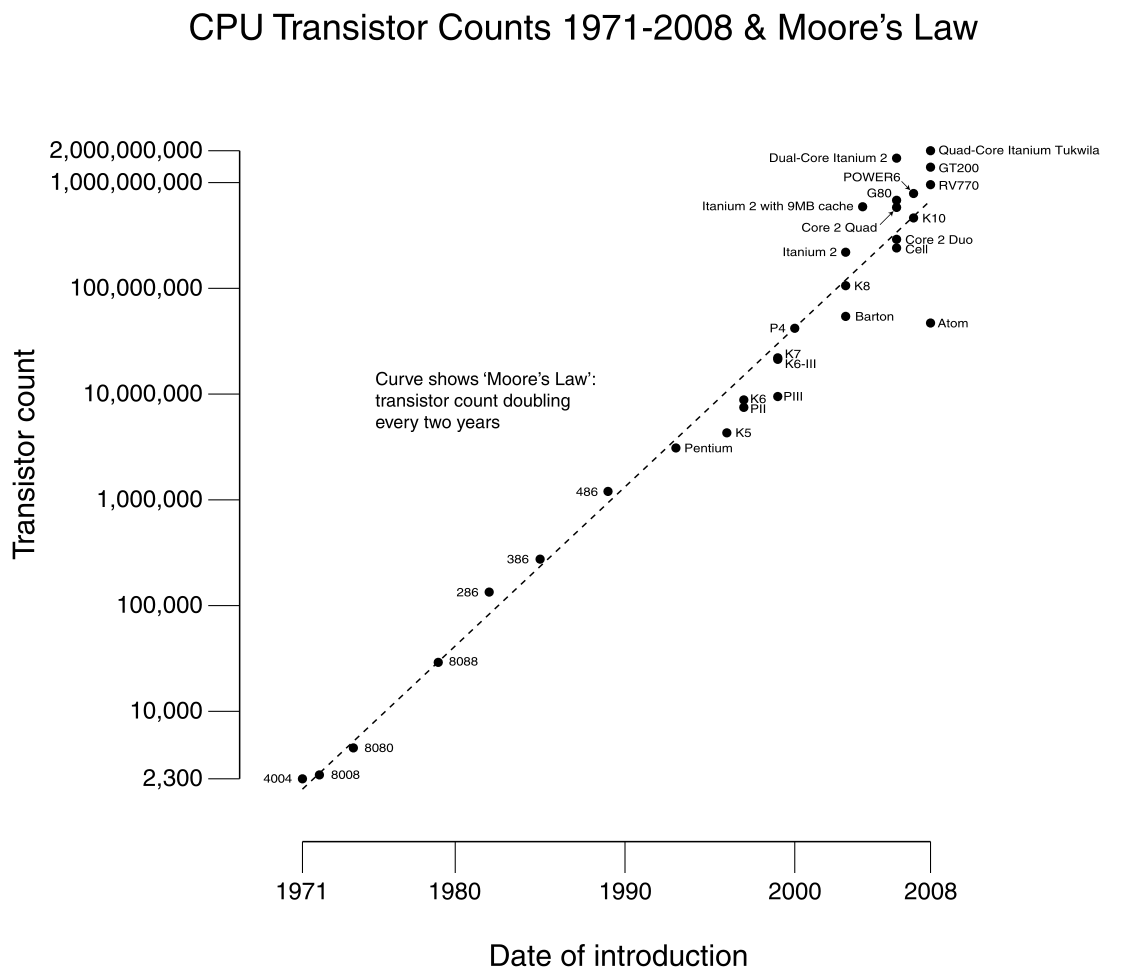 CPU Transistor Counts 1971-2008 & Moore’s Law
2,000,000,000
1,000,000,000
100,000,000
10,000,000
1,000,000
100,000
10,000
2,300
Transistor count
Quad-Core Itanium Tukwila
Dual-Core Itanium 2
GT200
POWER6
RV770
G80
Itanium 2 with 9MB cache
K10
Core 2 Quad
Core 2 Duo
Cell
Itanium 2
K8
Barton
Atom
P4
K7
K6-III
Curve shows ‘Moore’s Law’:
transistor count doubling
every two years
K6
PIII
PII
K5
Pentium
486
386
286
8088
8080
4004
8008
1971
1980
1990
2000
2008
Date of introduction